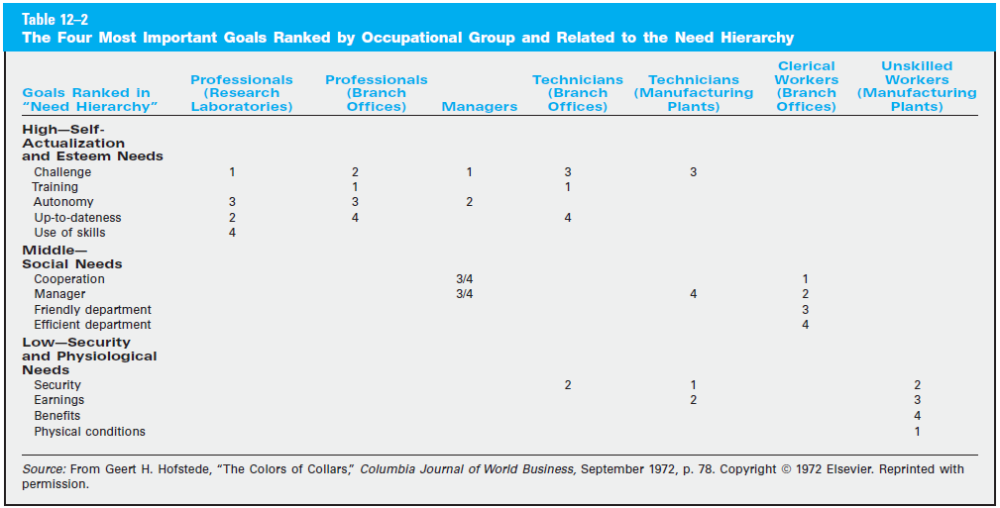 Table 12–2
The Four Most Important Goals Ranked by Occupational Group and Related to the Need Hierarchy
Clerical Unskilled
Professionals Professionals Technicians Technicians Workers Workers
Goals Ranked in (Research (Branch (Branch (Manufacturing (Branch (Manufacturing
“Need Hierarchy” Laboratories) Offices) Managers Offices) Plants) Offices) Plants)
High—Self-
Actualization
and Esteem Needs
Challenge 1 2 1 3 3
Training 1 1
Autonomy 3 3 2
Up-to-dateness 2 4 4
Use of skills 4
Middle—
Social Needs
Cooperation 3/4 1
Manager 3/4 4 2
Friendly department 3
Efficient department 4
Low—Security
and Physiological
Needs
Security 2 1 2
Earnings 2 3
Benefits 4
Physical conditions 1
Source: From Geert H. Hofstede, “The Colors of Collars,” Columbia Journal of World Business, September 1972, p. 78. Copyright © 1972 Elsevier. Reprinted with
permission.